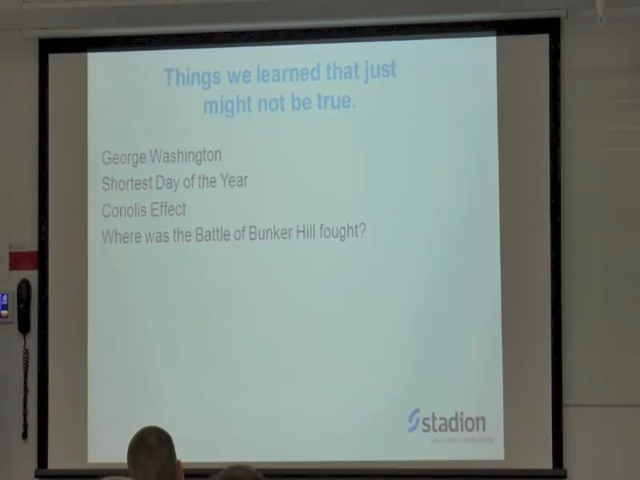 Things we learned that just
might not be true.
George Washington
Shortest Day of the Year
Coriolis Effect
Where was the Battle of Bunker Hill fought?
stadion